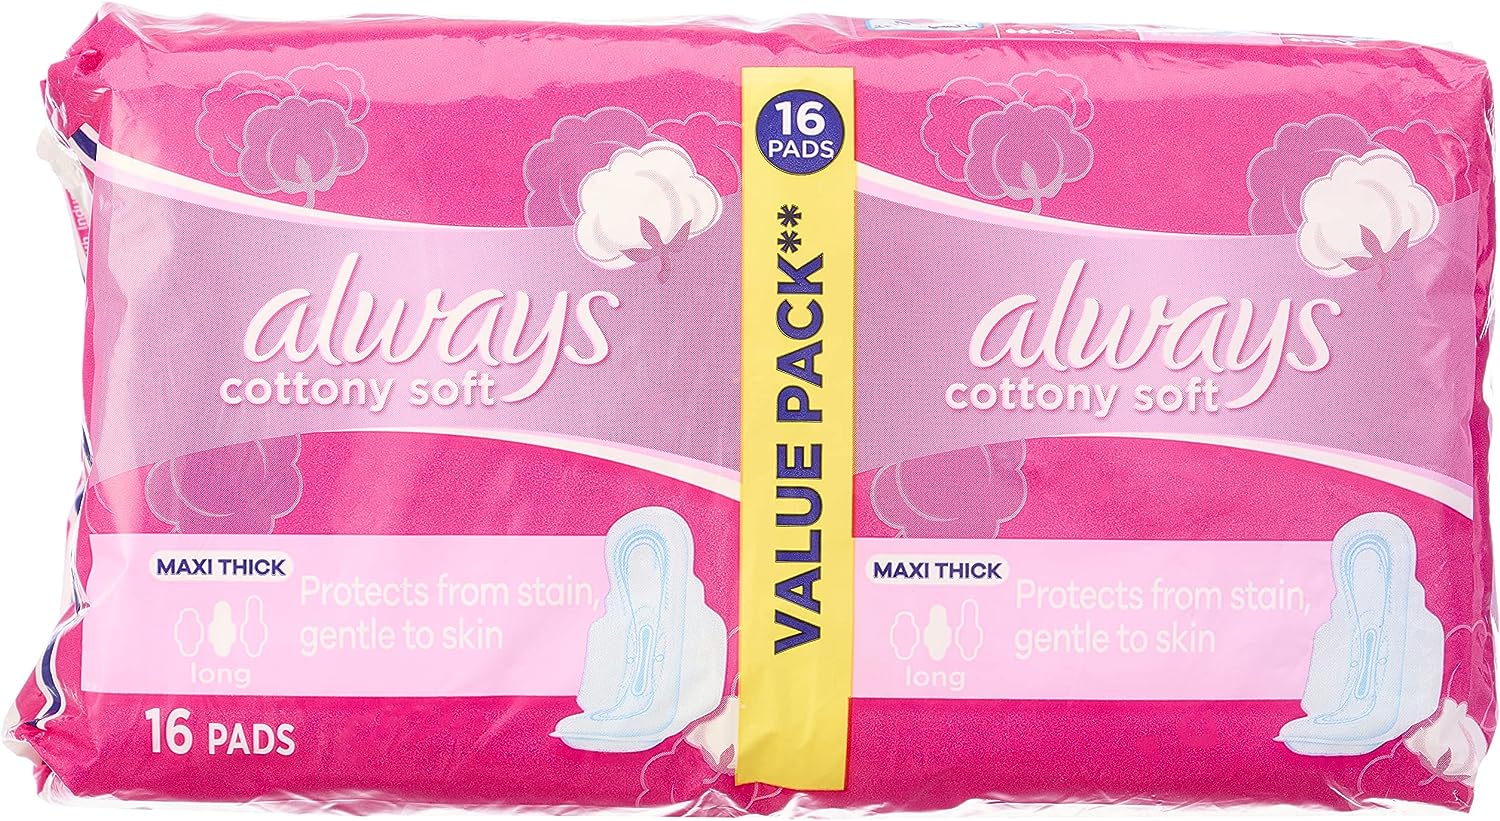 always
cottony soft
MAXI THICK
Protects from stain,
gentle to skin
long
16 PADS
16
PADS
VALUE PACK**
always
cottony soft
MAXI THICK
Protects from stain,
gentle to skin
long